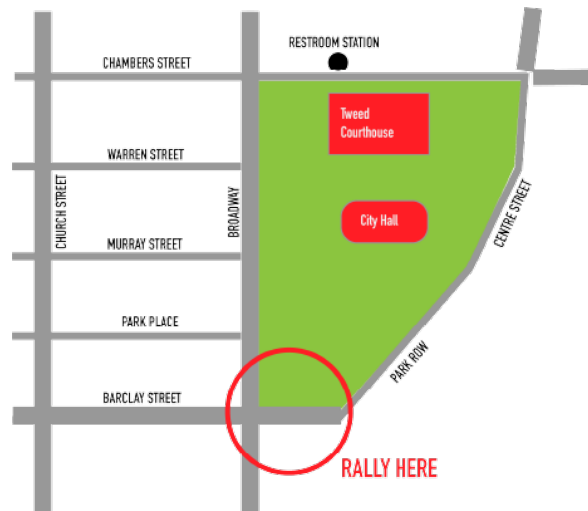 RESTROOM STATION
CHAMBERS STREET
Tweed
Courthouse
WARREN STREET
CHURCH STREET
BROADWAY
CENTRE STREET
City Hall
MURRAY STREET
PARK PLACE
PARK ROW
BARCLAY STREET
RALLY HERE